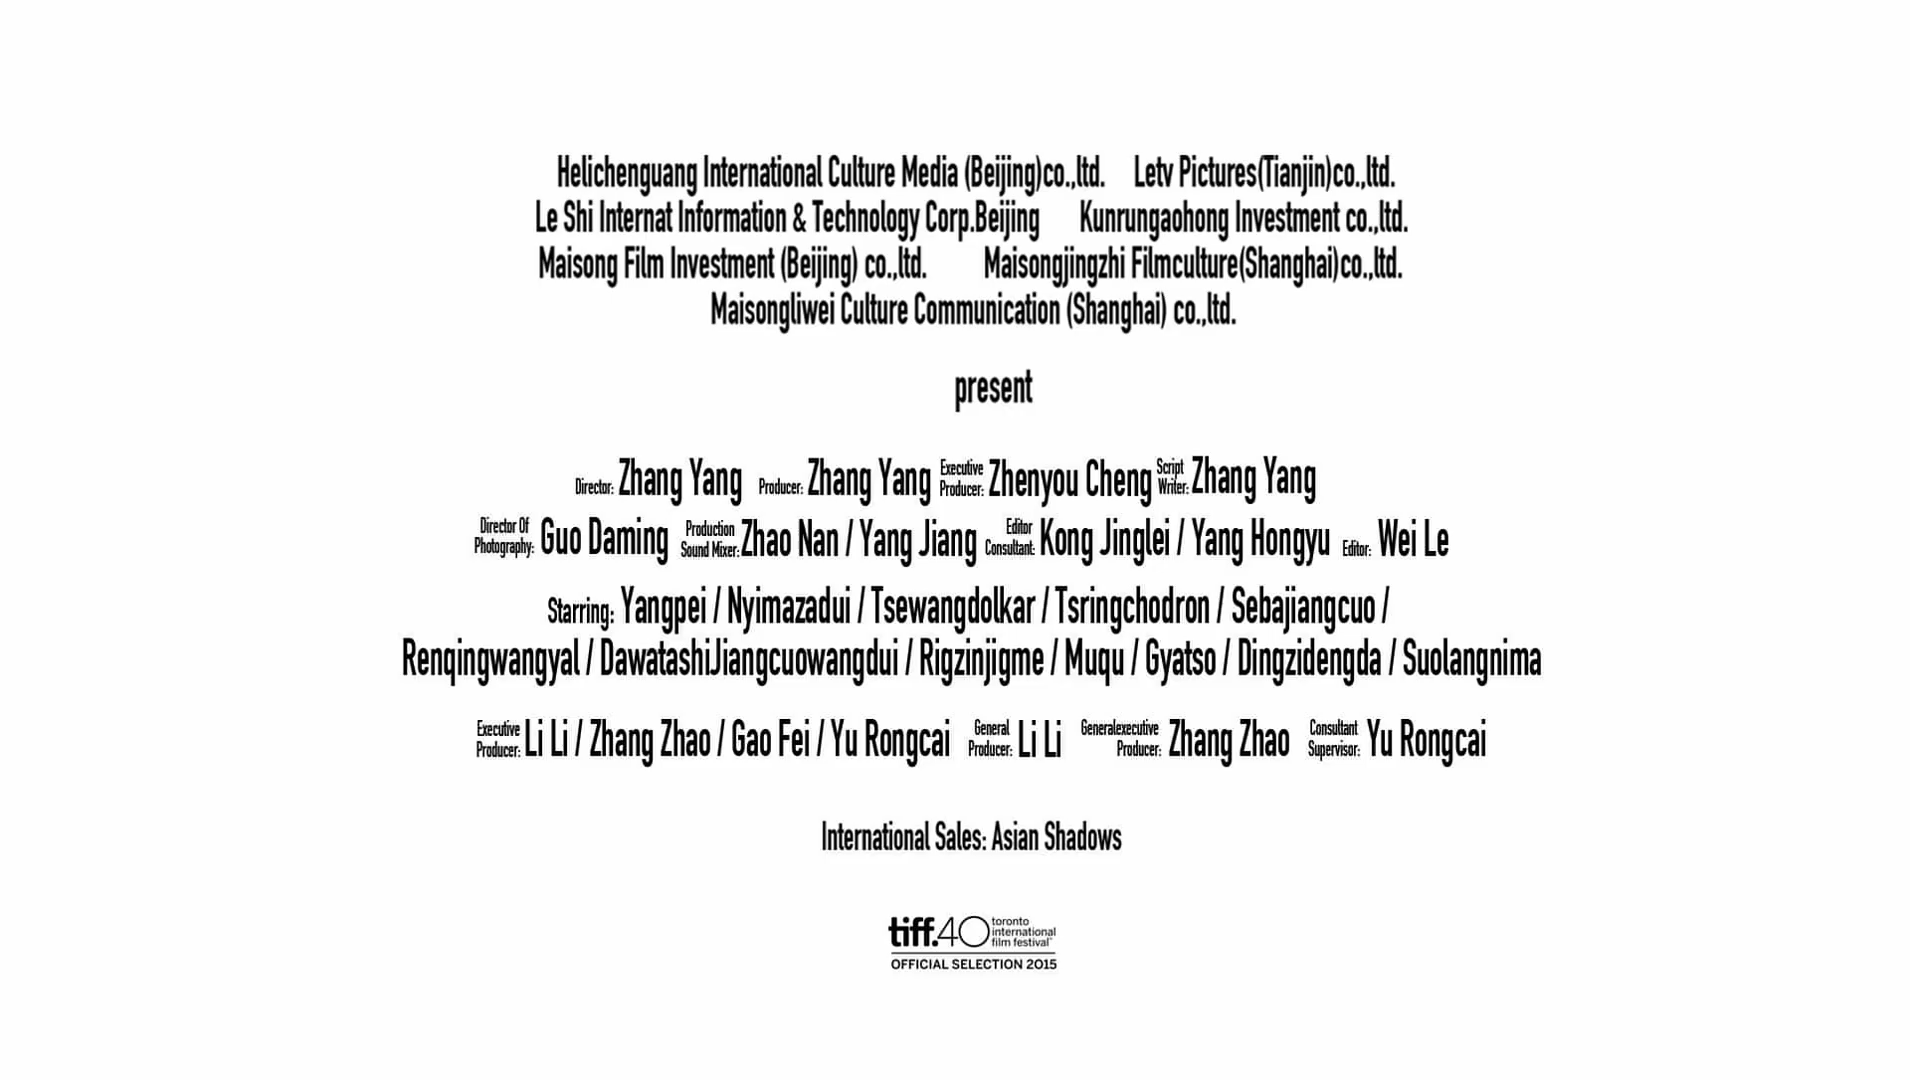 Helichenguang International Culture Media (Beijing)co.,ltd. Letv Pictures(Tianjin)co.,ltd.
Le Shi Internat Information & Technology Corp.Beijing Kunrungaohong Investment co.,ltd.
Maisong Film Investment (Beijing) co.,ltd. Maisongjingzhi Filmculture(Shanghai)co.,ltd.
Maisongliwei Culture Communication (Shanghai) co.,ltd.
present
Director: Zhang Yang Producer: Zhang Yang Executive Producer: Zhenyou Cheng Script Writer: Zhang Yang
Director Of Photography: Guo Daming Production Sound Mixer: Zhao Nan / Yang Jiang Editor Consultant: Kong Jinglei / Yang Hongyu Editor: Wei Le
Starring: Yangpei / Nyimazadui / Tsewangdolkar / Tsringchodron / Sebajiangcuo /
Renqingwangyal / DawatashiJiangcuowangdui / Rigzinjigme / Muqu / Gyatso / Dingzidengda / Suolangnima
Executive Producer: Li Li / Zhang Zhao / Gao Fei / Yu Rongcai General Producer: Li Li Generalexecutive Producer: Zhang Zhao Consultant Supervisor: Yu Rongcai
International Sales: Asian Shadows
tiff.40 toronto international film festival™
OFFICIAL SELECTION 2015